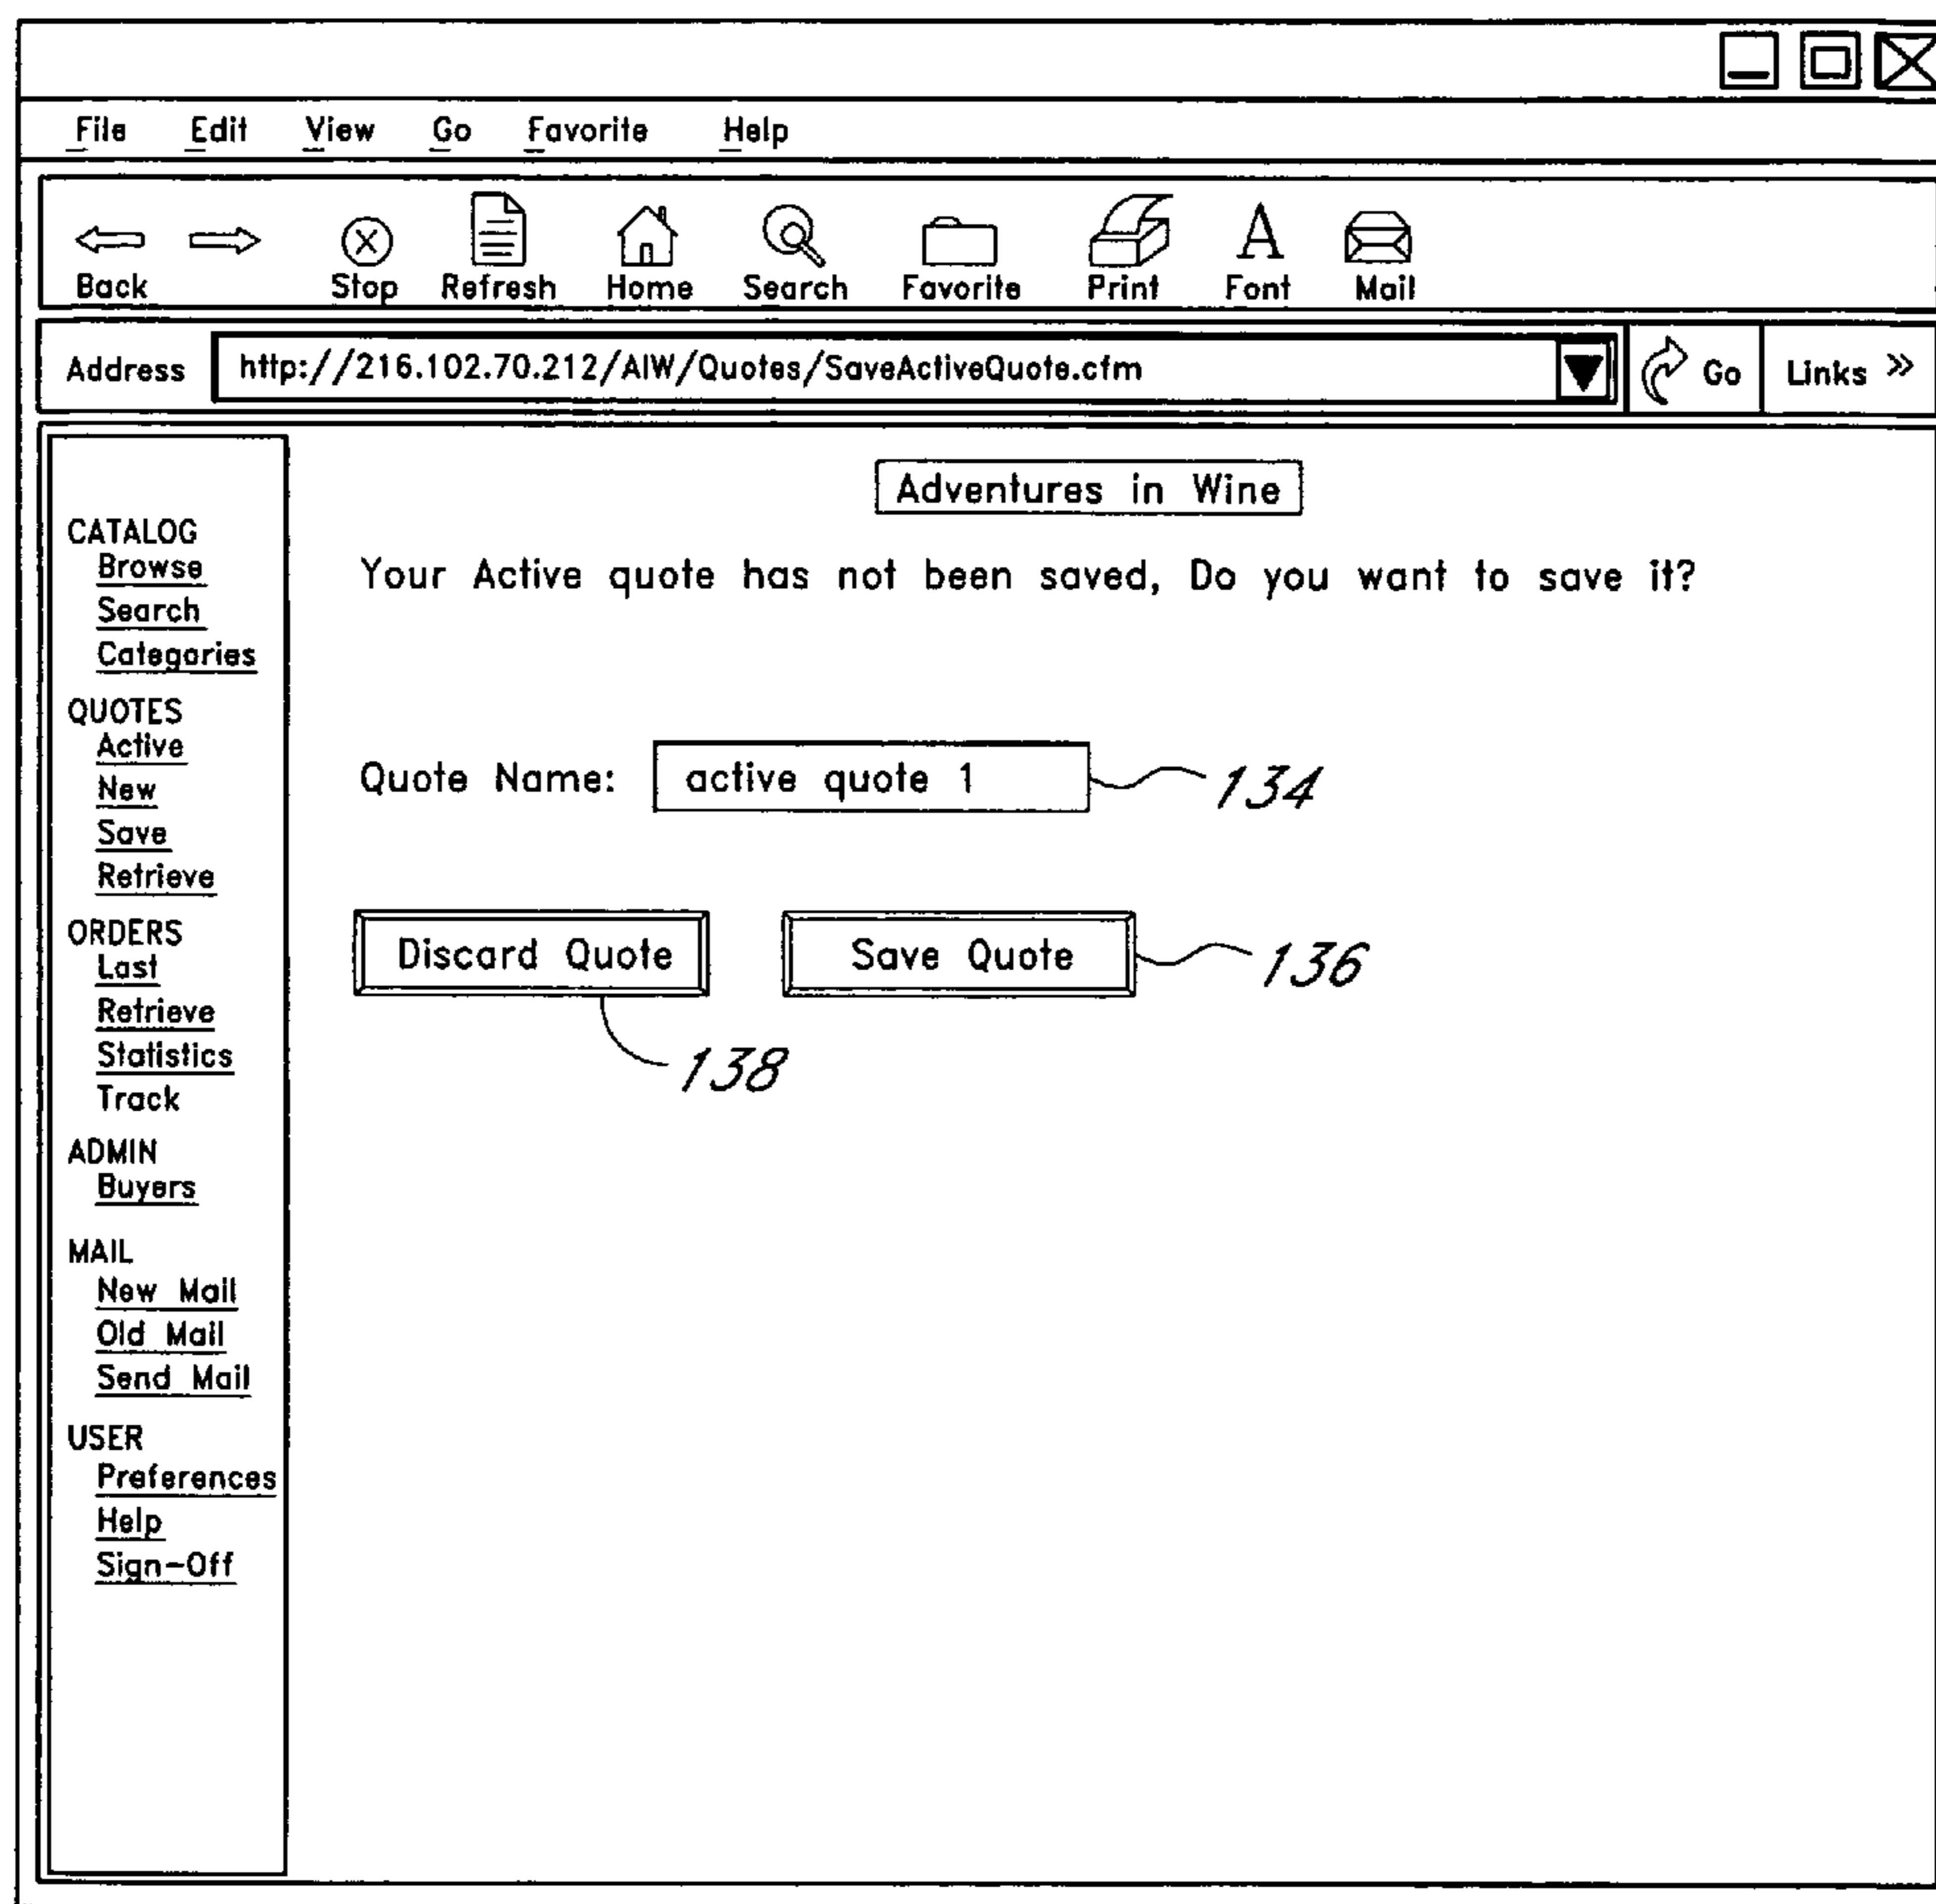 File Edit View Go Favorite Help
Back Stop Refresh Home Search Favorite Print Font Mail
Address http://216.102.70.212/AIW/Quotes/SaveActiveQuote.cfm Go Links »
Adventures in Wine
Your Active quote has not been saved, Do you want to save it?
Quote Name: active quote 1 134
Discard Quote Save Quote 136
138
CATALOG
Browse
Search
Categories
QUOTES
Active
New
Save
Retrieve
ORDERS
Last
Retrieve
Statistics
Track
ADMIN
Buyers
MAIL
New Mail
Old Mail
Send Mail
USER
Preferences
Help
Sign-Off